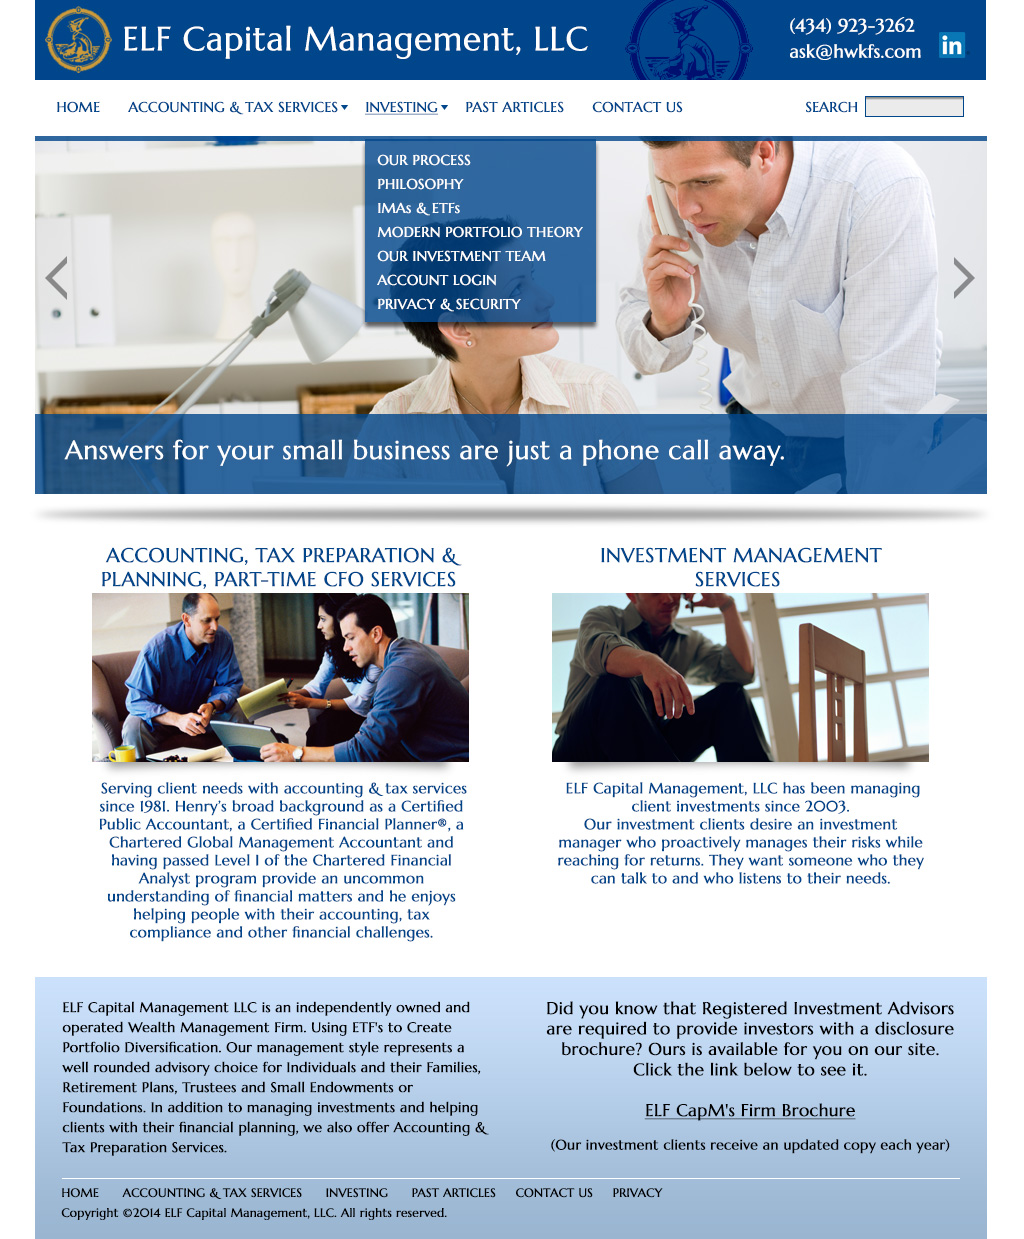 ELF Capital Management, LLC
(434) 923-3262
ask@hwkfs.com
in
HOME ACCOUNTING & TAX SERVICES INVESTING PAST ARTICLES CONTACT US SEARCH
OUR PROCESS
PHILOSOPHY
IMAs & ETFs
MODERN PORTFOLIO THEORY
OUR INVESTMENT TEAM
ACCOUNT LOGIN
PRIVACY & SECURITY
Answers for your small business are just a phone call away.
ACCOUNTING, TAX PREPARATION &
PLANNING, PART-TIME CFO SERVICES
Serving client needs with accounting & tax services
since 1981. Henry's broad background as a Certified
Public Accountant, a Certified Financial Planner®, a
Chartered Global Management Accountant and
having passed Level I of the Chartered Financial
Analyst program provide an uncommon
understanding of financial matters and he enjoys
helping people with their accounting, tax
compliance and other financial challenges.
INVESTMENT MANAGEMENT
SERVICES
ELF Capital Management, LLC has been managing
client investments since 2003.
Our investment clients desire an investment
manager who proactively manages their risks while
reaching for returns. They want someone who they
can talk to and who listens to their needs.
ELF Capital Management LLC is an independently owned and
operated Wealth Management Firm. Using ETF's to Create
Portfolio Diversification. Our management style represents a
well rounded advisory choice for Individuals and their Families,
Retirement Plans, Trustees and Small Endowments or
Foundations. In addition to managing investments and helping
clients with their financial planning, we also offer Accounting &
Tax Preparation Services.
Did you know that Registered Investment Advisors
are required to provide investors with a disclosure
brochure? Ours is available for you on our site.
Click the link below to see it.
ELF CapM's Firm Brochure
(Our investment clients receive an updated copy each year)
HOME ACCOUNTING & TAX SERVICES INVESTING PAST ARTICLES CONTACT US PRIVACY
Copyright ©2014 ELF Capital Management, LLC. All rights reserved.